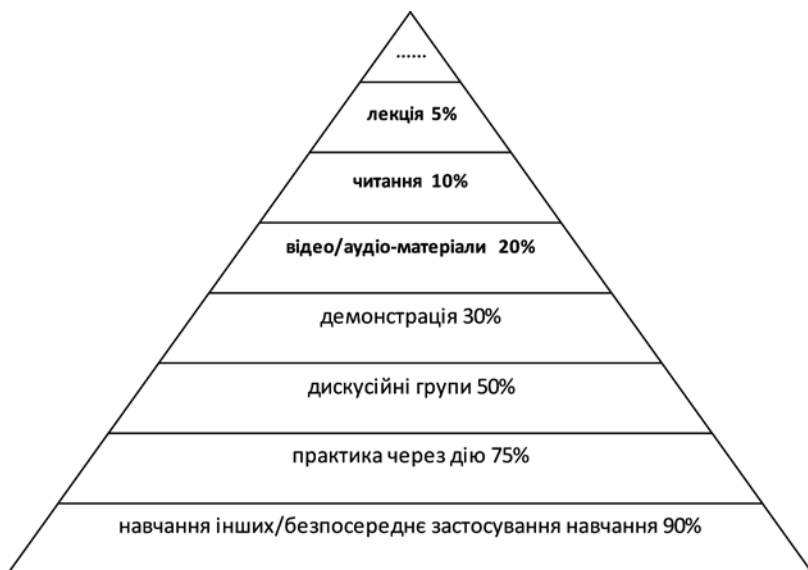 ......
лекція 5%
читання 10%
відео/аудіо-матеріали 20%
демонстрація 30%
дискусійні групи 50%
практика через дію 75%
навчання інших/безпосереднє застосування навчання 90%